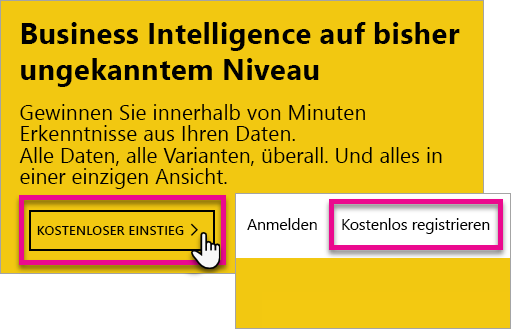 Business Intelligence auf bisher
ungekanntem Niveau
Gewinnen Sie innerhalb von Minuten
Erkenntnisse aus Ihren Daten.
Alle Daten, alle Varianten, überall. Und alles in
einer einzigen Ansicht.
KOSTENLOSER EINSTIEG
Anmelden Kostenlos registrieren